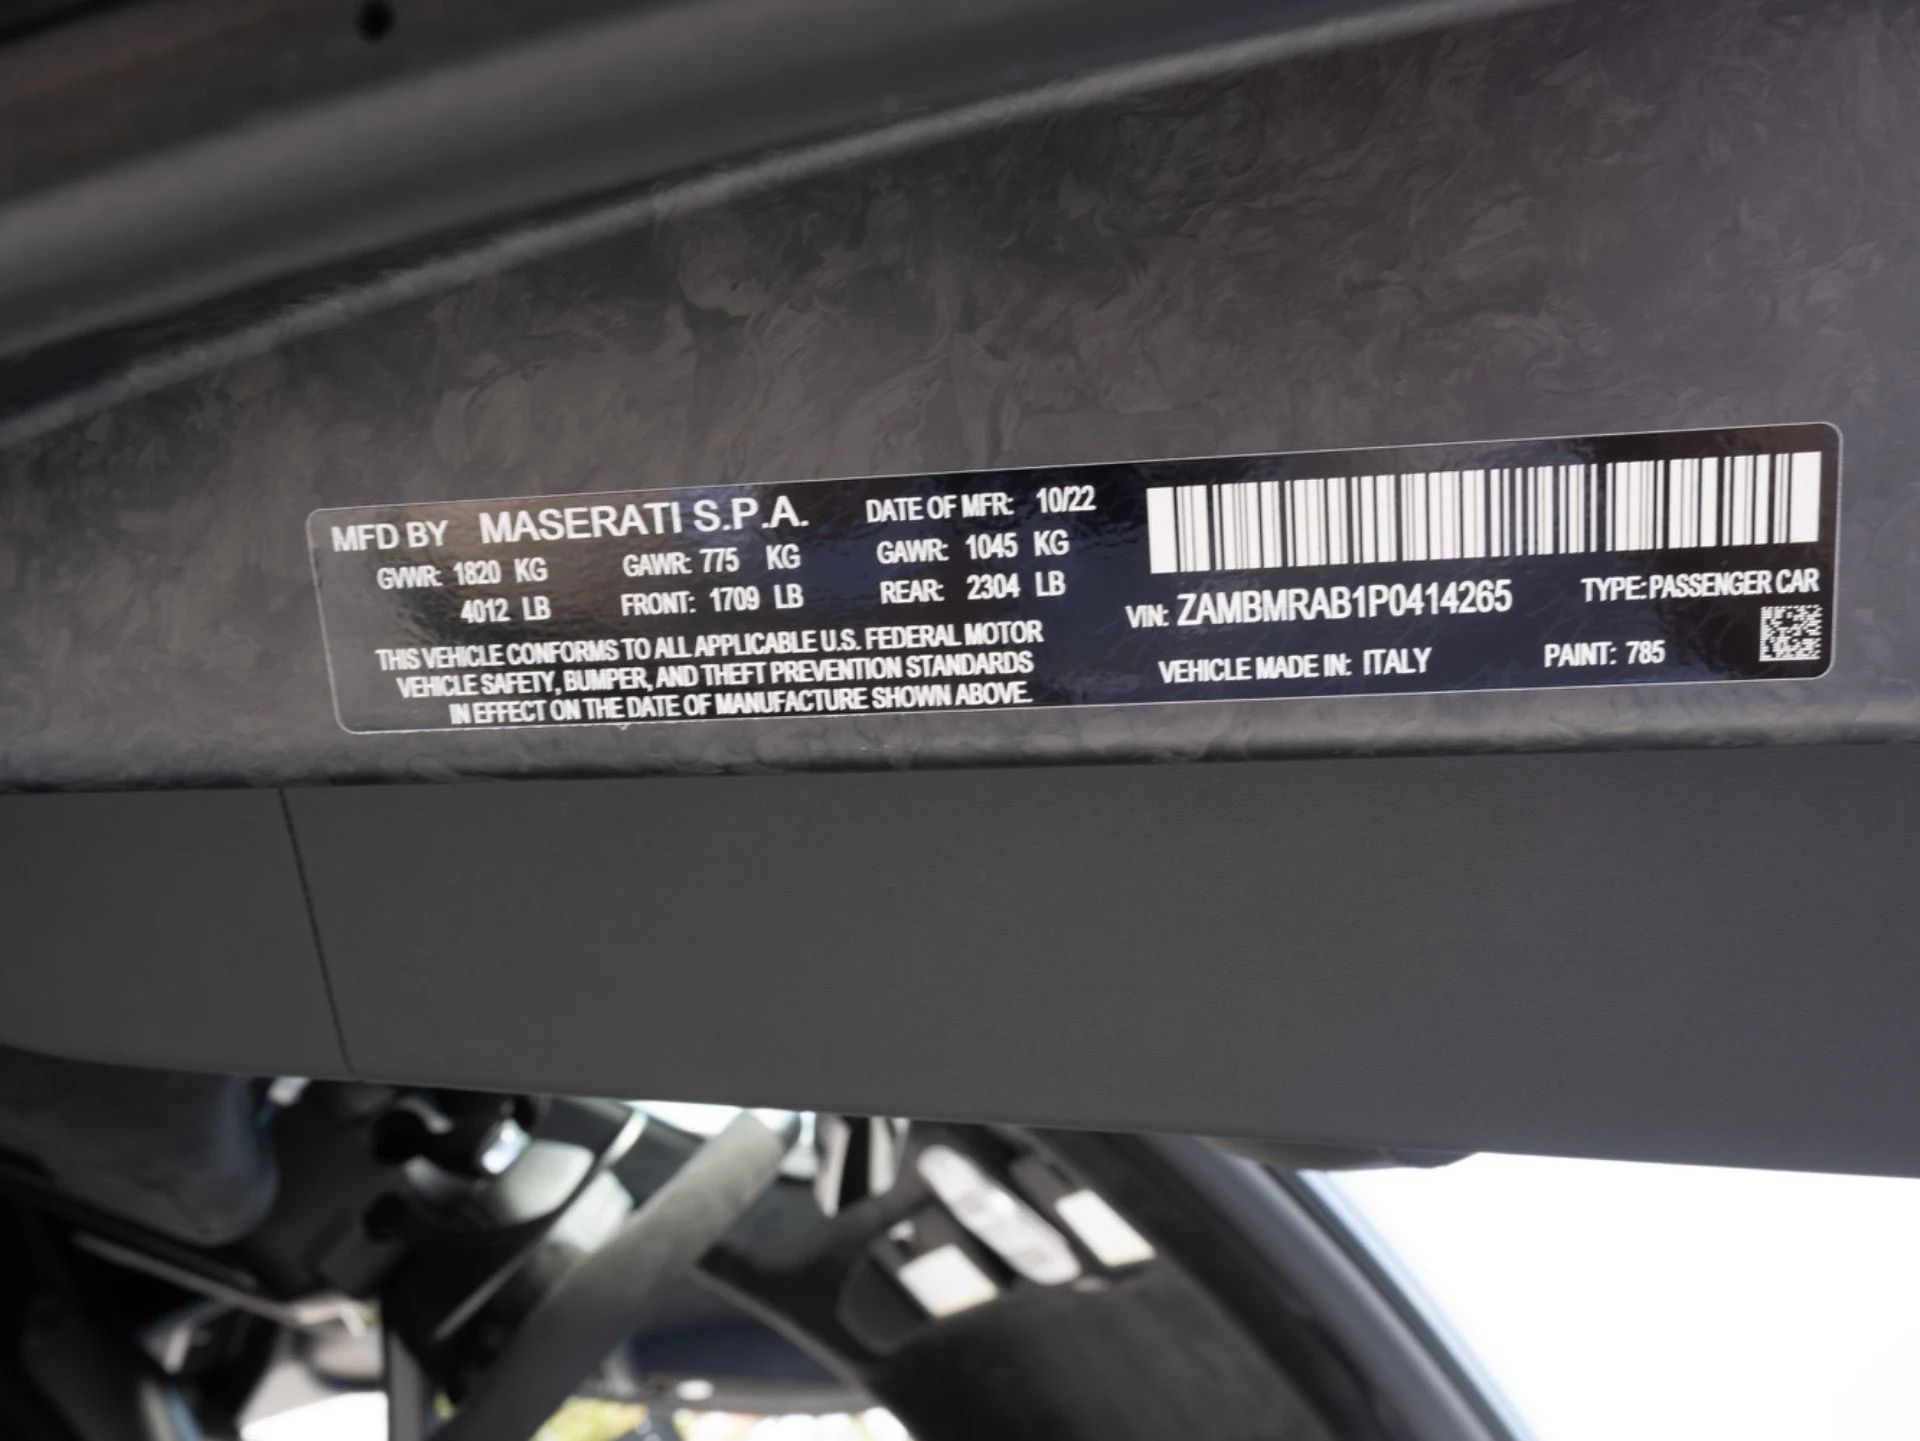 MFD BY MASERATI S.P.A. DATE OF MFR: 10/22
GVWR: 1820 KG GAWR: 775 KG GAWR: 1045 KG
4012 LB FRONT: 1709 LB REAR: 2304 LB
THIS VEHICLE CONFORMS TO ALL APPLICABLE U.S. FEDERAL MOTOR
VEHICLE SAFETY, BUMPER, AND THEFT PREVENTION STANDARDS
IN EFFECT ON THE DATE OF MANUFACTURE SHOWN ABOVE.
VIN: ZAMBMRAB1P0414265 TYPE: PASSENGER CAR
VEHICLE MADE IN: ITALY PAINT: 785